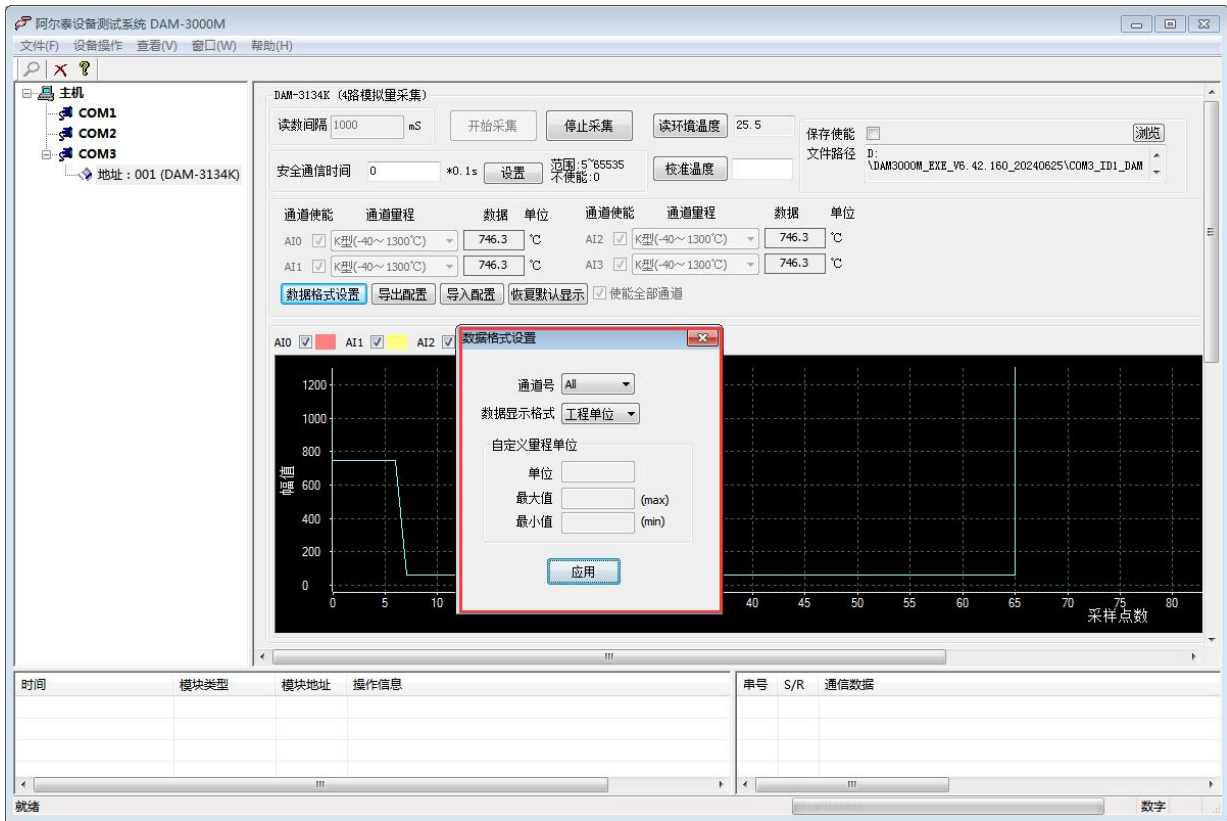 阿尔泰设备测试系统 DAM-3000M
文件(F) 设备操作 查看(V) 窗口(W) 帮助(H)
主机
COM1
COM2
COM3
地址：001 (DAM-3134K)
DAM-3134K (4路模拟量采集)
读数间隔 1000 mS 开始采集 停止采集 读环境温度 25.5
安全通信时间 0 *0.1s 设置 范围:5~65535
不使能:0
校准温度
保存使能 浏览
文件路径 D:
\DAM3000M_EXE_V6.42.160_20240625\COM3_ID1_DAM
通道使能 通道里程 数据 单位 通道使能 通道里程 数据 单位
AI0 K型(-40～1300℃) 746.3 ℃ AI2 K型(-40～1300℃) 746.3 ℃
AI1 K型(-40～1300℃) 746.3 ℃ AI3 K型(-40～1300℃) 746.3 ℃
数据格式设置 导出配置 导入配置 恢复默认显示 使能全部通道
AI0 AI1 AI2
数据格式设置
通道号 All
数据显示格式 工程单位
自定义里程单位
单位
最大值 (max)
最小值 (min)
应用
幅值
1200
1000
800
600
400
200
0
0 5 10 40 45 50 55 60 65 70 75 80
采样点数
时间 模块类型 模块地址 操作信息
串号 S/R 通信数据
就绪 数字